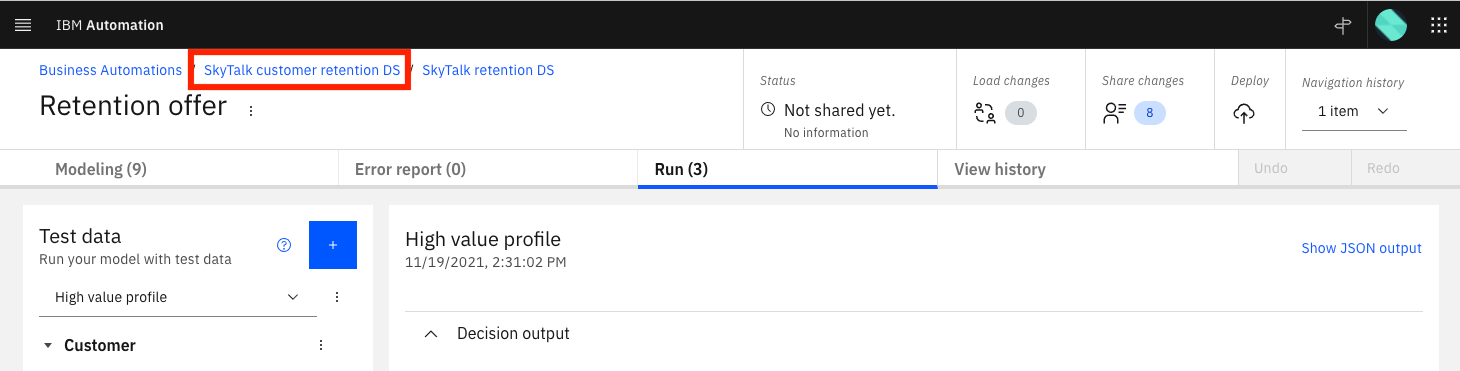 IBM Automation
Business Automations / SkyTalk customer retention DS / SkyTalk retention DS
Retention offer
Status
Not shared yet.
No information
Load changes
0
Share changes
8
Deploy
Navigation history
1 item
Modeling (9)
Error report (0)
Run (3)
View history
Undo
Redo
Test data
Run your model with test data
?
+
High value profile
Customer
High value profile
11/19/2021, 2:31:02 PM
Show JSON output
Decision output